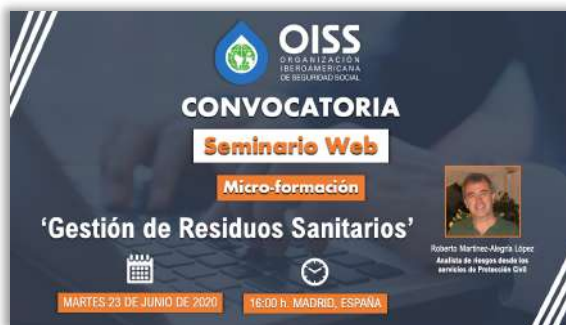 OISS
ORGANIZACIÓN
IBEROAMERICANA
DE SEGURIDAD SOCIAL
CONVOCATORIA
Seminario Web
Micro-formación
'Gestión de Residuos Sanitarios'
Roberto Martínez-Alegría López
Analista de riesgos desde los
servicios de Protección Civil
MARTES 23 DE JUNIO DE 2020
16:00 h. MADRID, ESPAÑA